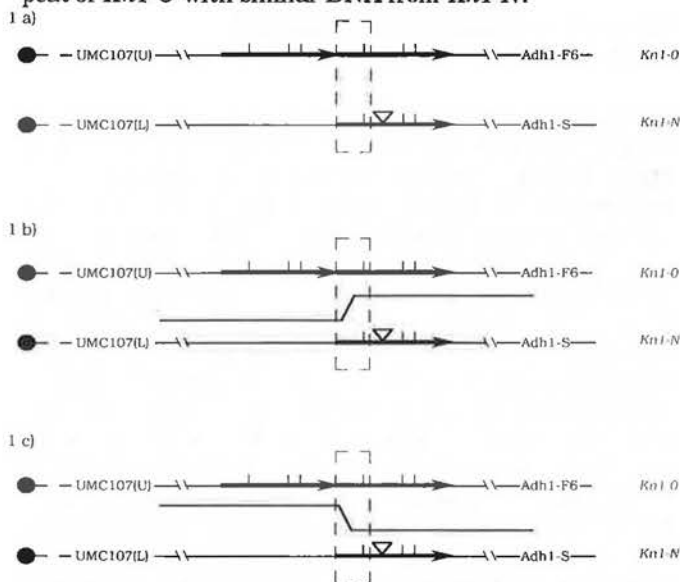 peat of Kn1-O with similar DNA from Kn1-N.
1 a)
UMC107(U) Adh1-F6 Kn1-0
UMC107(L) Adh1-S Kn1-N
1 b)
UMC107(U) Adh1-F6 Kn1-0
UMC107(L) Adh1-S Kn1-N
1 c)
UMC107(U) Adh1-F6 Kn1-0
UMC107(L) Adh1-S Kn1-N